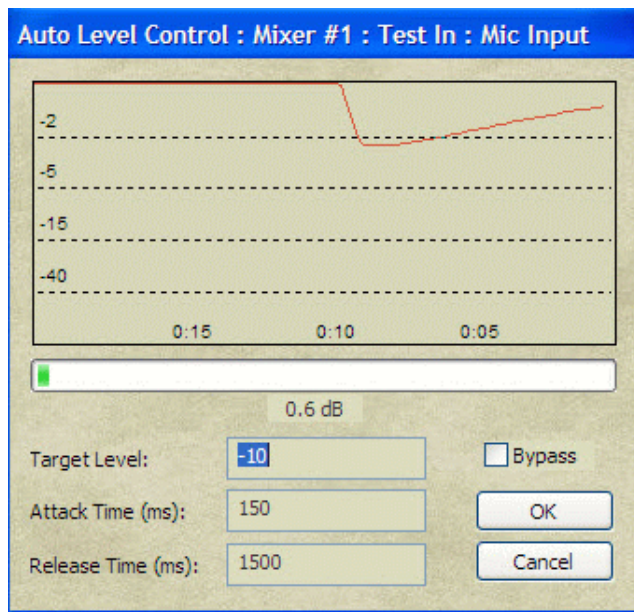 Auto Level Control : Mixer #1 : Test In : Mic Input
-2
-5
-15
-40
0:15 0:10 0:05
0.6 dB
Target Level: -10 Bypass
Attack Time (ms): 150 OK
Release Time (ms): 1500 Cancel